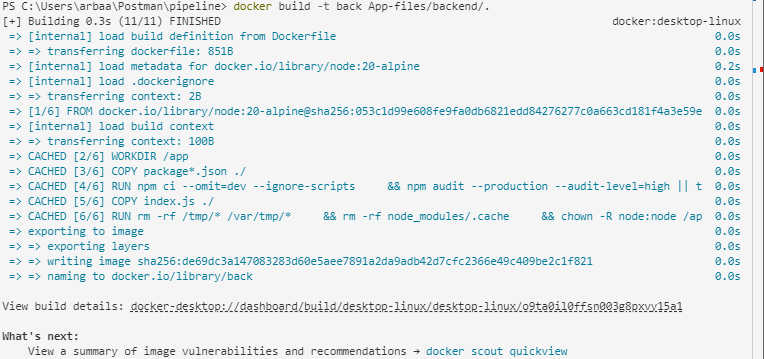 PS C:\Users\arbaa\Postman\pipeline> docker build -t back App-files/backend/.
[+] Building 0.3s (11/11) FINISHED docker:desktop-linux
=> [internal] load build definition from Dockerfile 0.0s
=> => transferring dockerfile: 851B 0.0s
=> [internal] load metadata for docker.io/library/node:20-alpine 0.2s
=> [internal] load .dockerignore 0.0s
=> => transferring context: 2B 0.0s
=> [1/6] FROM docker.io/library/node:20-alpine@sha256:053c1d99e608fe9fa0db6821edd84276277c0a663cd181f4a3e59e 0.0s
=> [internal] load build context 0.0s
=> => transferring context: 100B 0.0s
=> CACHED [2/6] WORKDIR /app 0.0s
=> CACHED [3/6] COPY package*.json ./ 0.0s
=> CACHED [4/6] RUN npm ci --omit=dev --ignore-scripts && npm audit --production --audit-level=high || t 0.0s
=> CACHED [5/6] COPY index.js ./ 0.0s
=> CACHED [6/6] RUN rm -rf /tmp/* /var/tmp/* && rm -rf node_modules/.cache && chown -R node:node /ap 0.0s
=> exporting to image 0.0s
=> => exporting layers 0.0s
=> => writing image sha256:de69dc3a147083283d60e5aee7891a2da9adb42d7cfc2366e49c409be2c1f821 0.0s
=> => naming to docker.io/library/back 0.0s
View build details: docker-desktop://dashboard/build/desktop-linux/desktop-linux/o9ta0il0ffsn003g8pxvy15a1
What's next:
View a summary of image vulnerabilities and recommendations → docker scout quickview